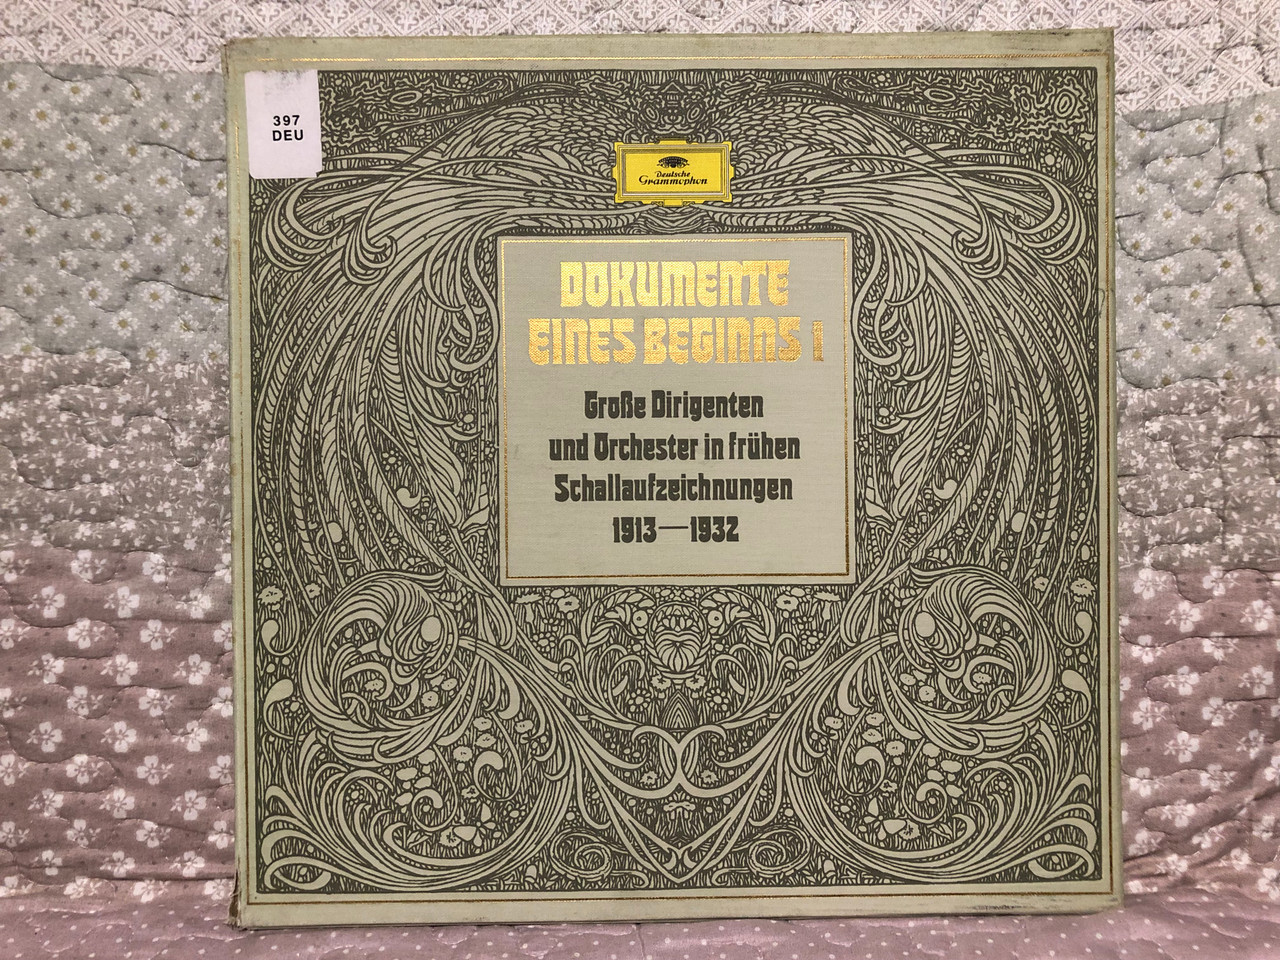 397
DEU
Deutsche
Grammophon
DOKUMENTE
EINES BEGINNS I
Große Dirigenten
und Orchester in frühen
Schallaufzeichnungen
1913—1932